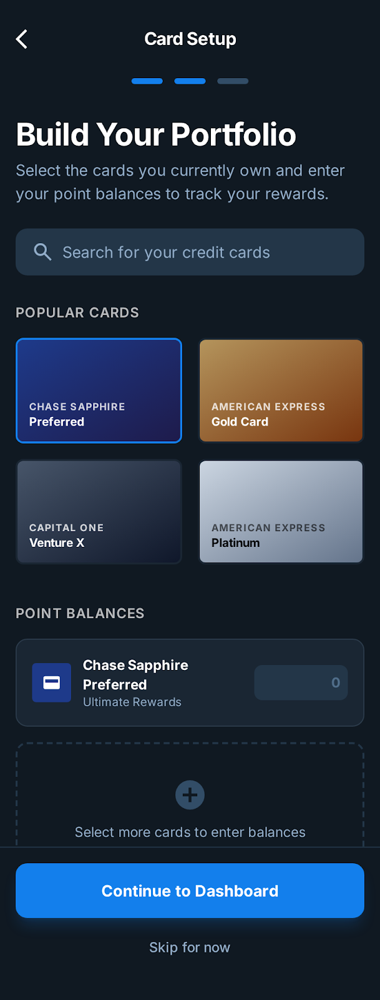 Card Setup
Build Your Portfolio
Select the cards you currently own and enter
your point balances to track your rewards.
Search for your credit cards
POPULAR CARDS
CHASE SAPPHIRE
Preferred
AMERICAN EXPRESS
Gold Card
CAPITAL ONE
Venture X
AMERICAN EXPRESS
Platinum
POINT BALANCES
Chase Sapphire
Preferred
Ultimate Rewards
0
Select more cards to enter balances
Continue to Dashboard
Skip for now